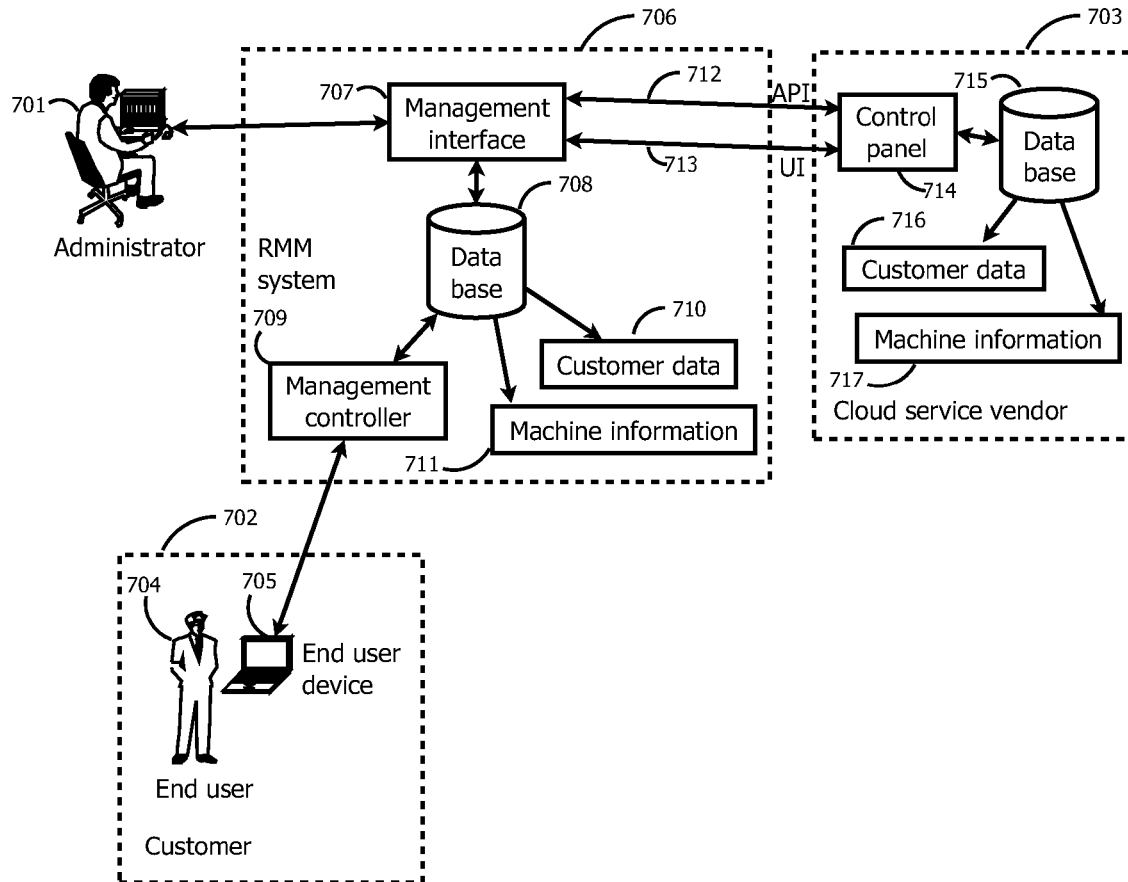 706
703
712
715
701
707
Management
interface
API
Control
panel
Data
base
713
UI
714
708
716
Administrator
RMM
system
Data
base
Customer data
710
709
Machine information
Customer data
Management
controller
717
Cloud service vendor
Machine information
711
702
704
705
End user
device
End user
Customer